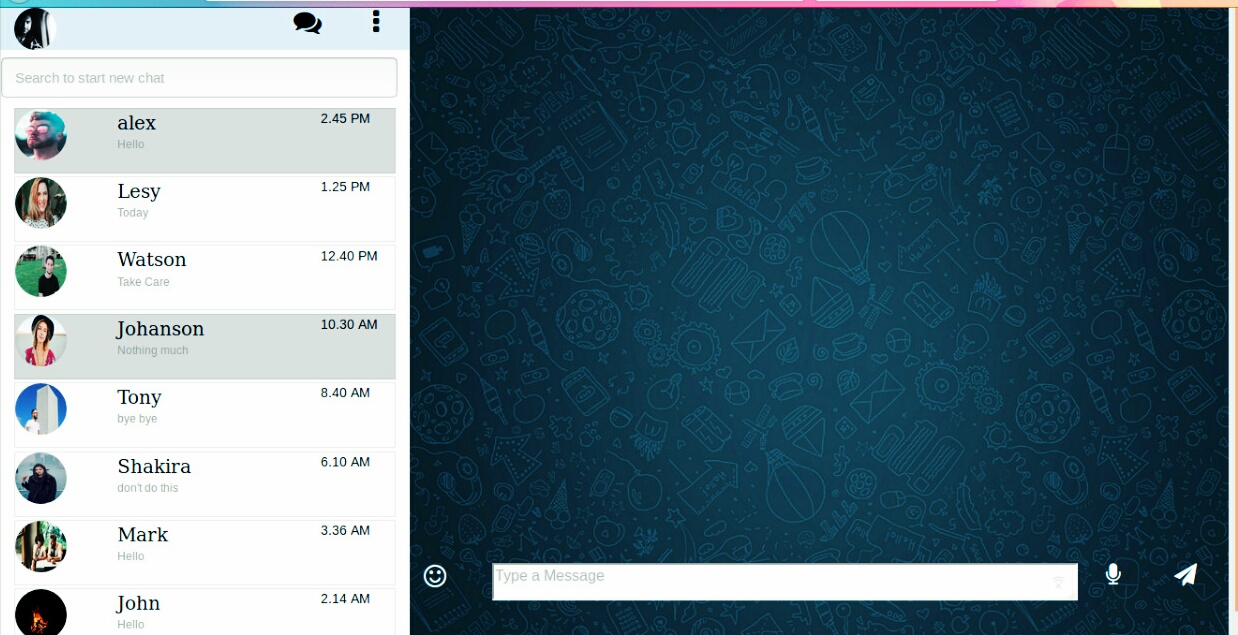 Search to start new chat
alex 2.45 PM
Hello
Lesy 1.25 PM
Today
Watson 12.40 PM
Take Care
Johanson 10.30 AM
Nothing much
Tony 8.40 AM
bye bye
Shakira 6.10 AM
don't do this
Mark 3.36 AM
Hello
John 2.14 AM
Hello
Type a Message